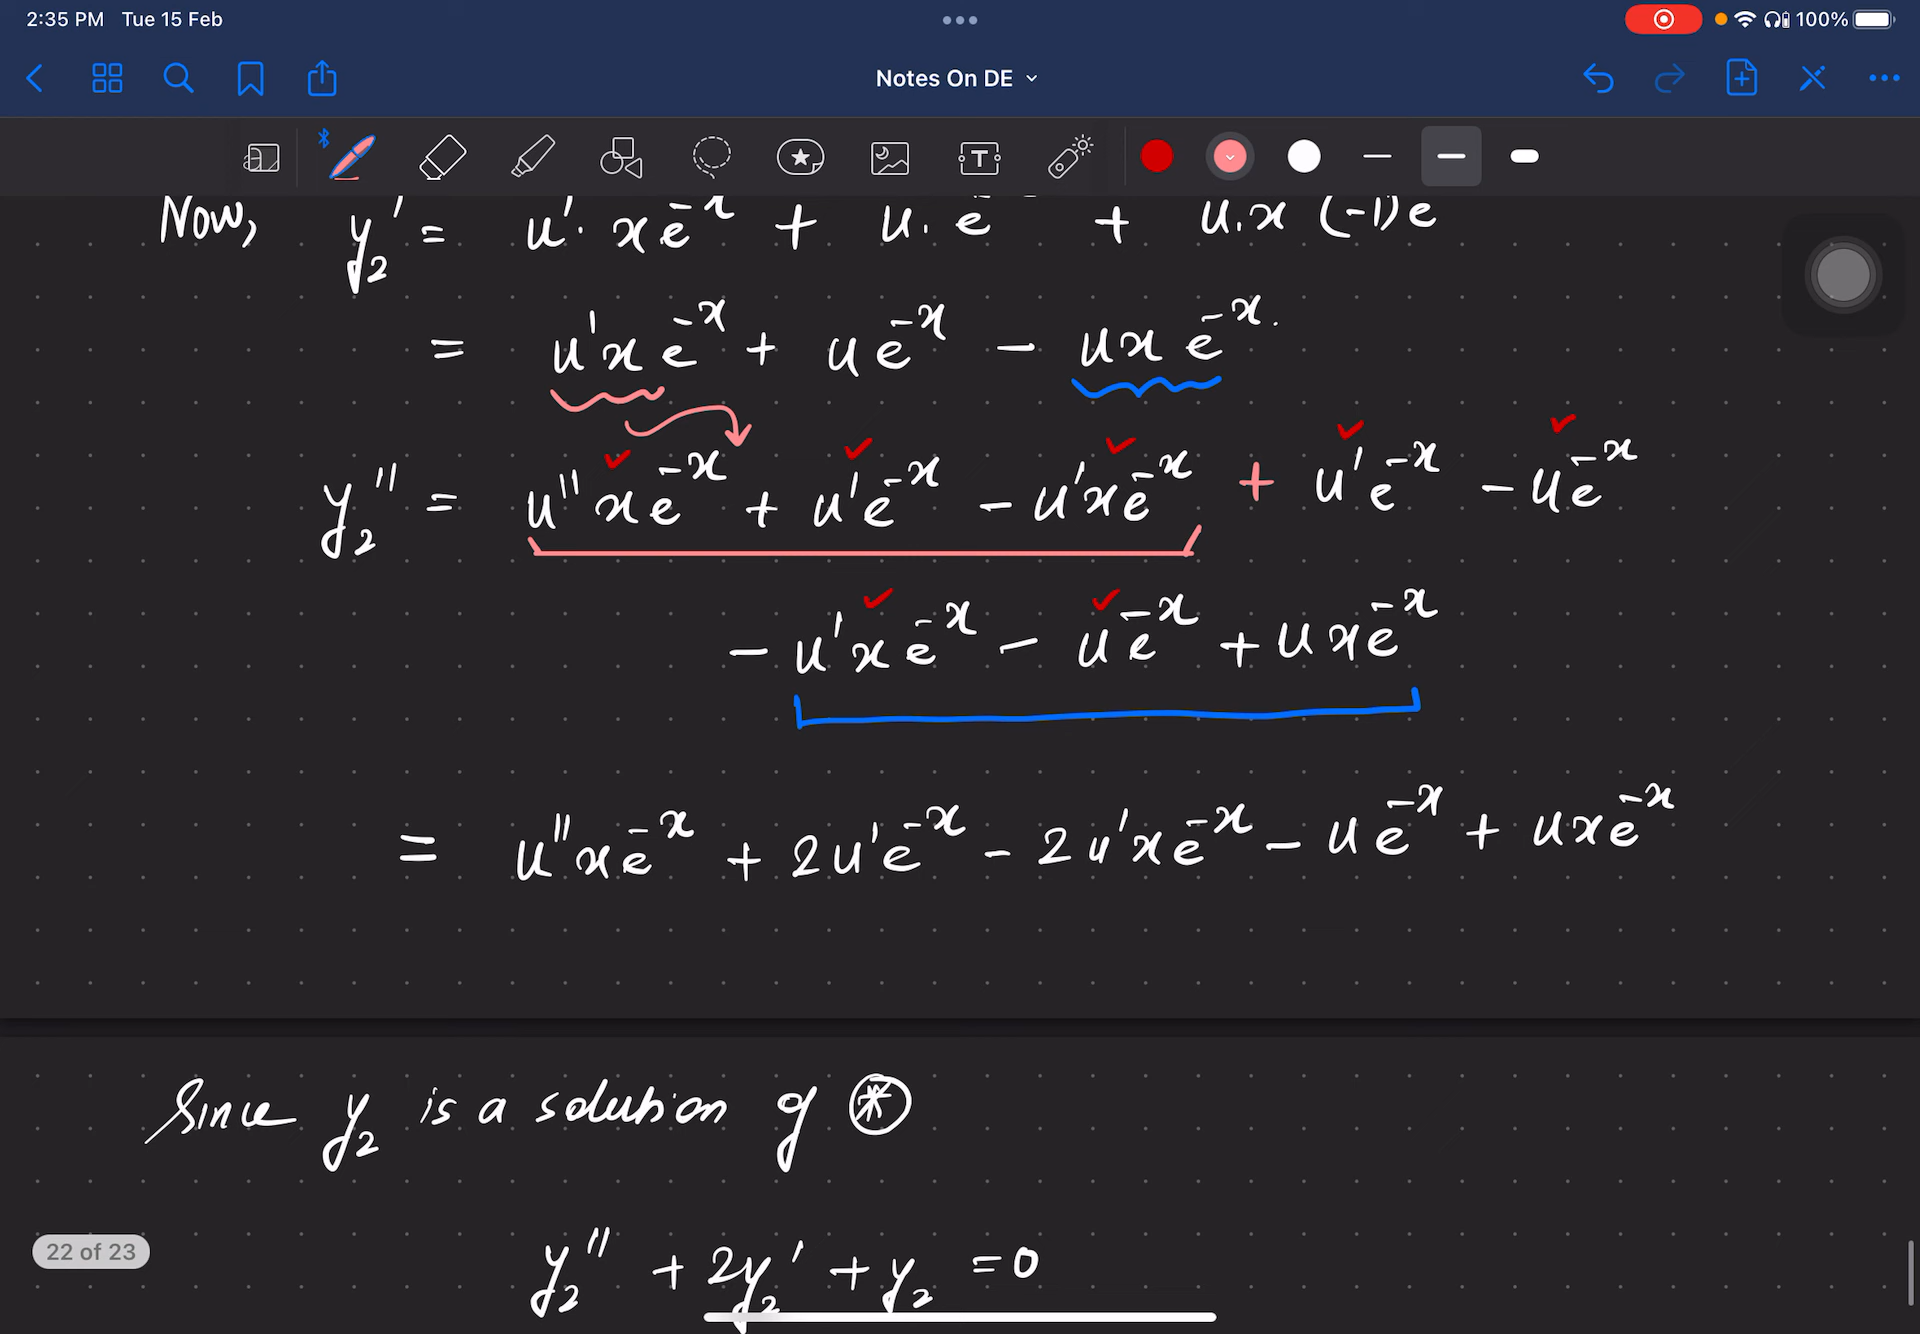 2:35 PM Tue 15 Feb
100%
Notes On DE
Now, y₂' = u'. xe⁻ˣ + u. e⁻ + u.x (-1)e
= u'xe⁻ˣ + ue⁻ˣ - uxe⁻ˣ.
y₂'' = u''xe⁻ˣ + u'e⁻ˣ - u'xe⁻ˣ + u'e⁻ˣ - ue⁻ˣ
- u'xe⁻ˣ - ue⁻ˣ + uxe⁻ˣ
= u''xe⁻ˣ + 2u'e⁻ˣ - 2u'xe⁻ˣ - ue⁻ˣ + uxe⁻ˣ
Since y₂ is a solution of ⊛
22 of 23
y₂'' + 2y₂' + y₂ = 0